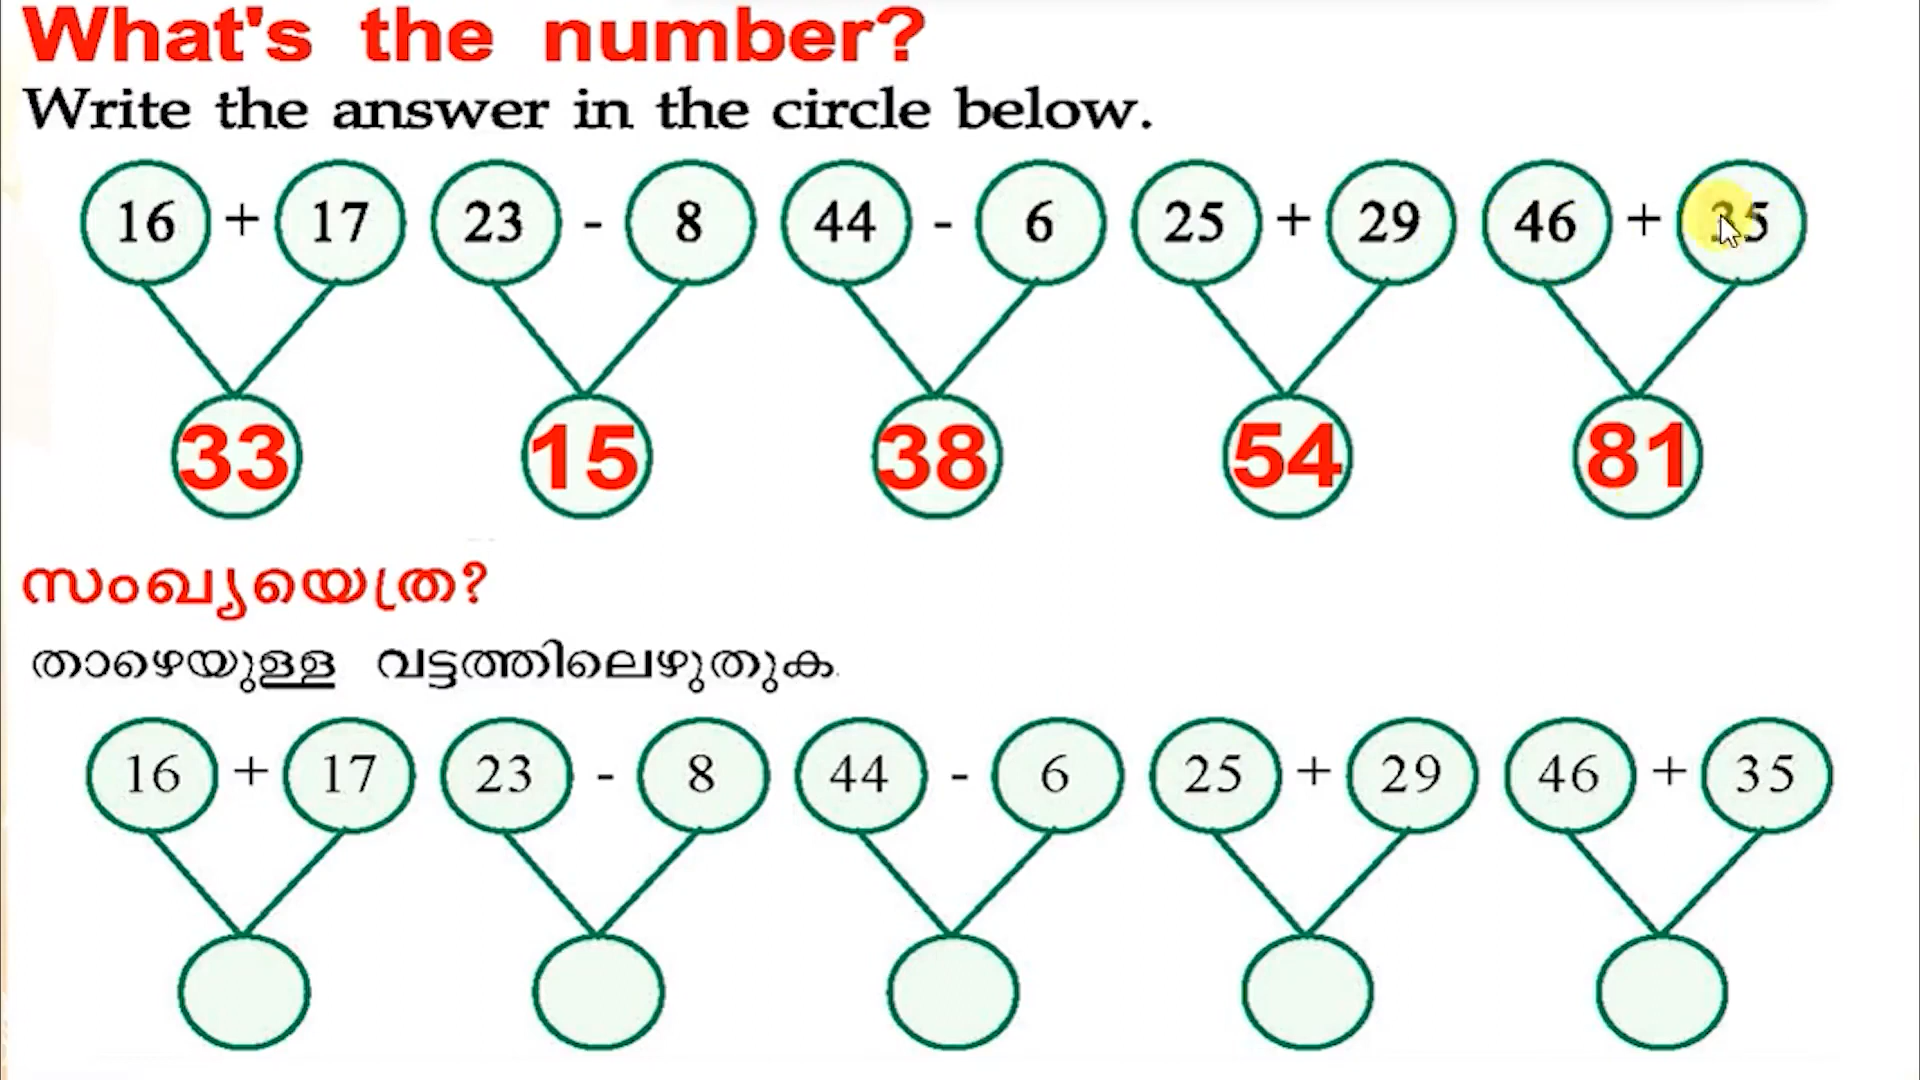 What's the number?
Write the answer in the circle below.
16 + 17 23 - 8 44 - 6 25 + 29 46 + 35
33 15 38 54 81
സംഖ്യയെത്ര?
താഴെയുള്ള വട്ടത്തിലെഴുതുക.
16 + 17 23 - 8 44 - 6 25 + 29 46 + 35